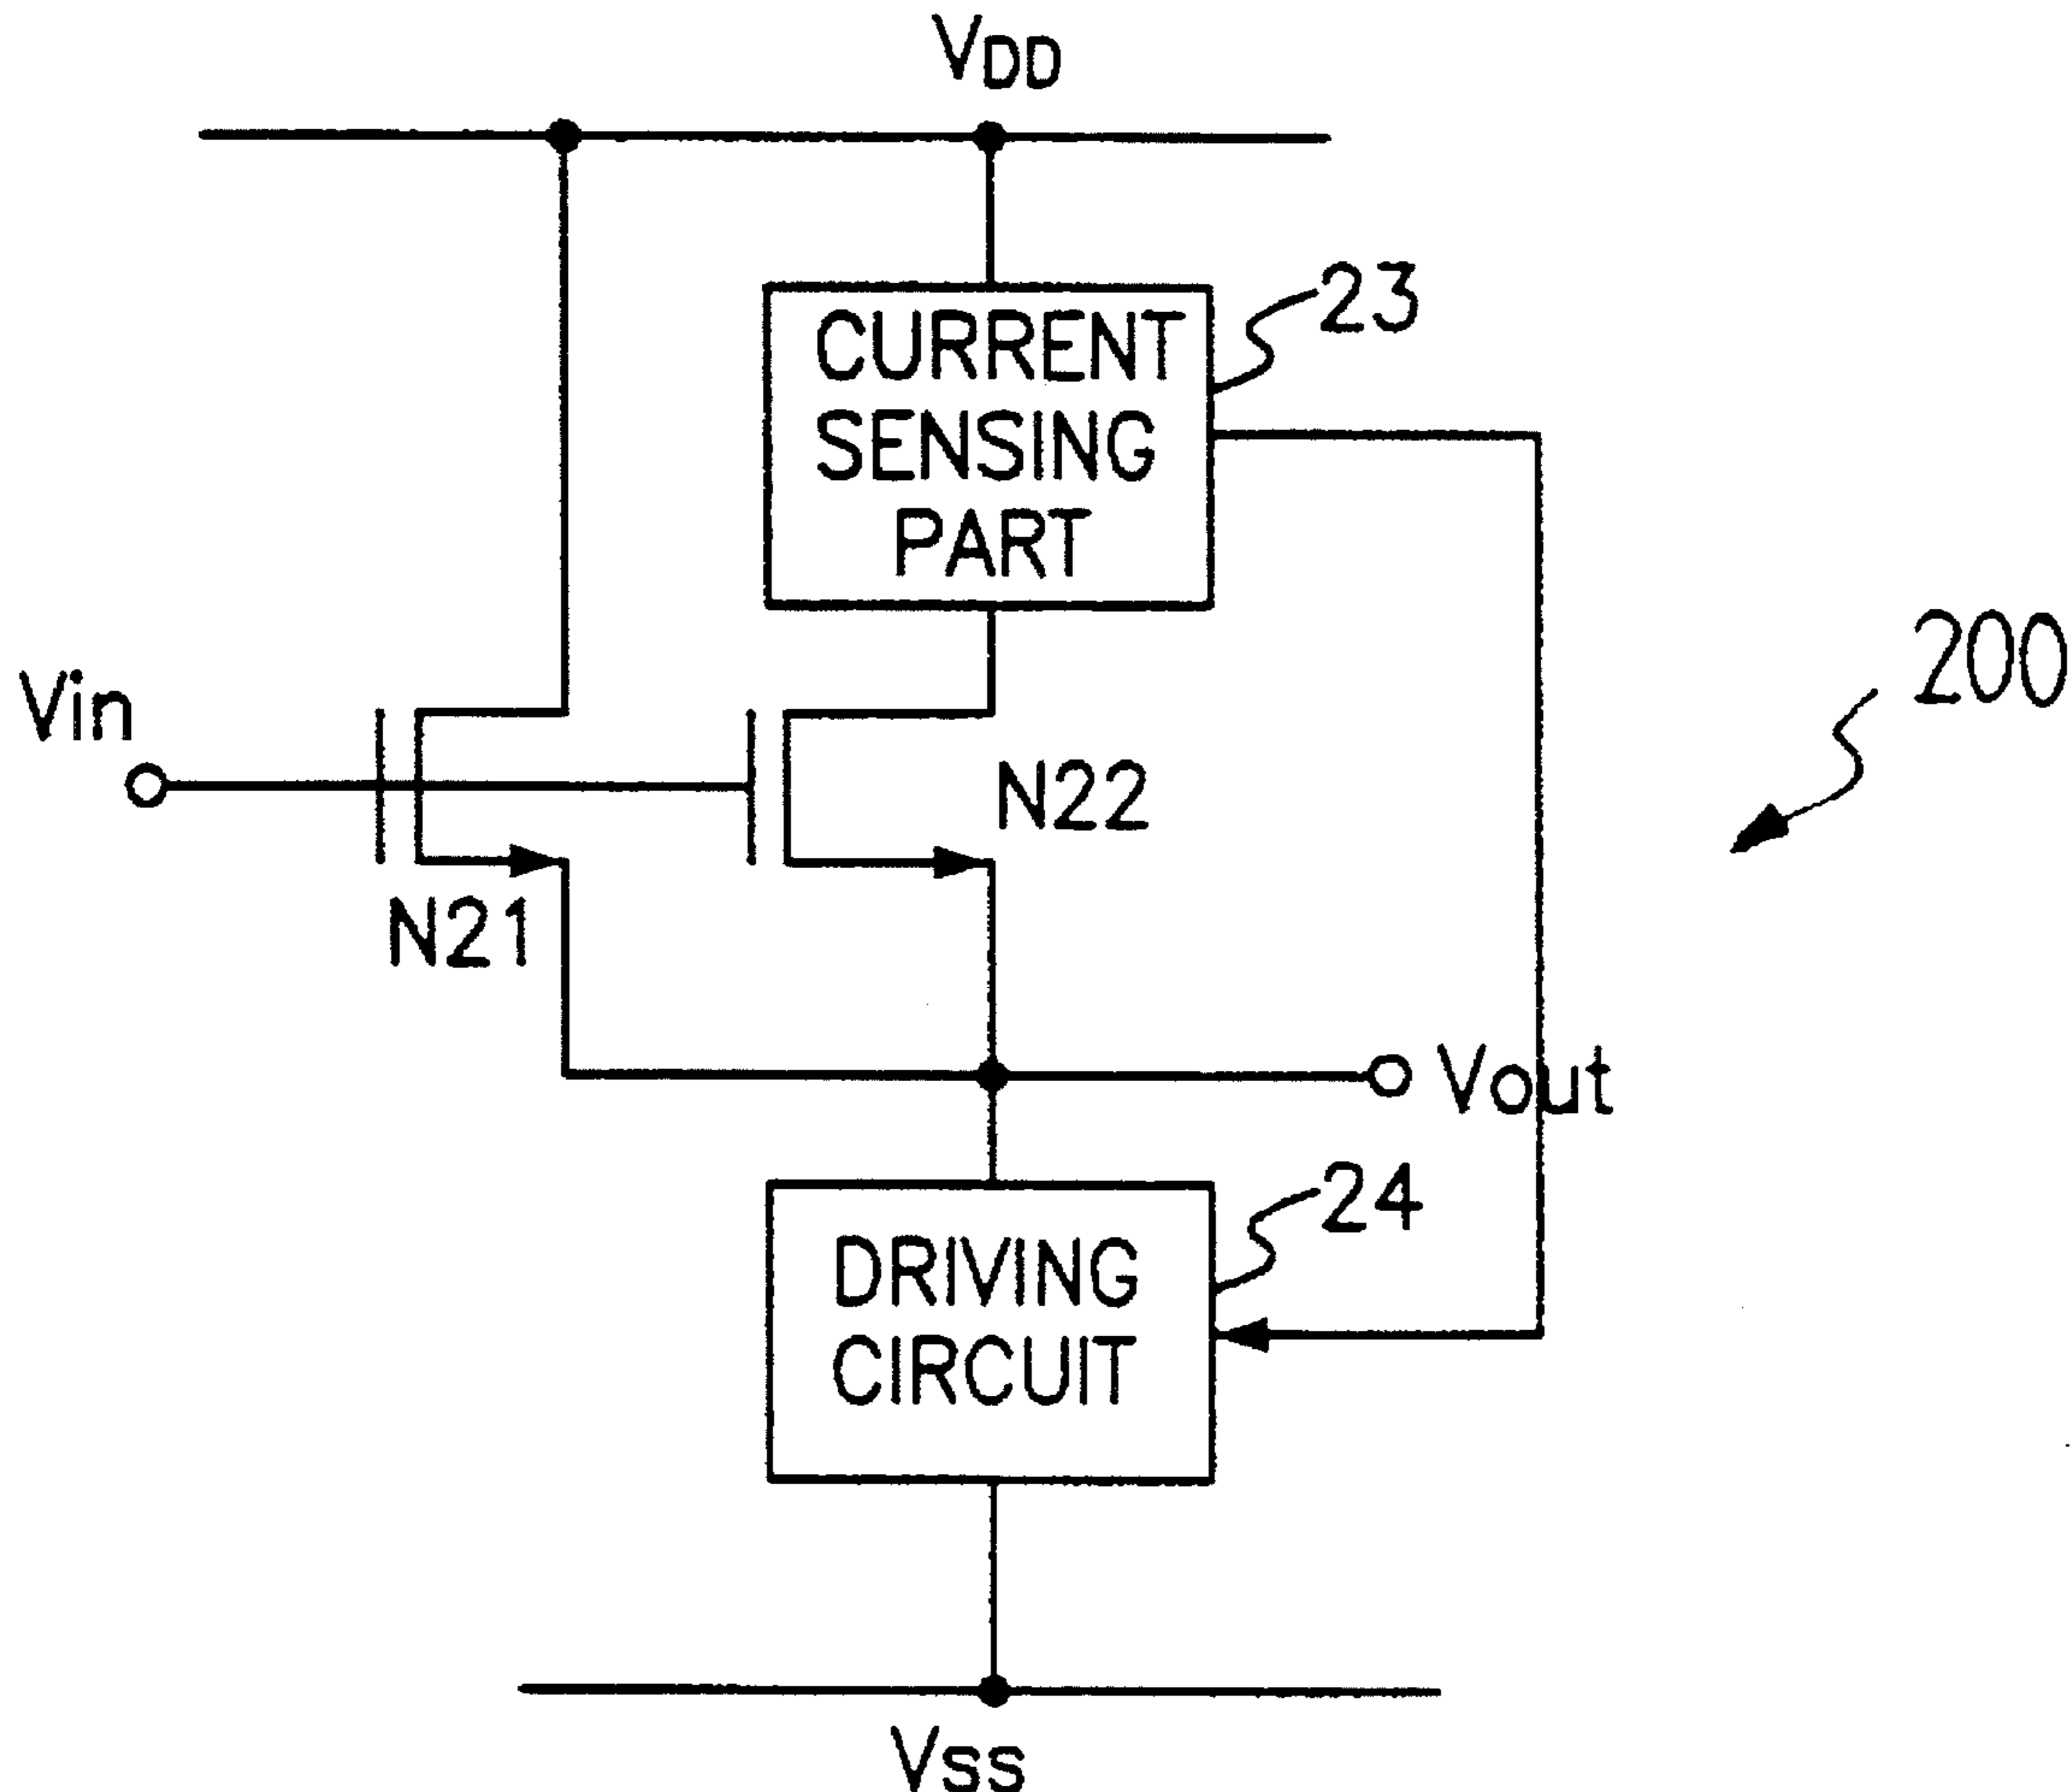 VDD
23
CURRENT
SENSING
PART
200
Vin
N22
N21
Vout
24
DRIVING
CIRCUIT
Vss